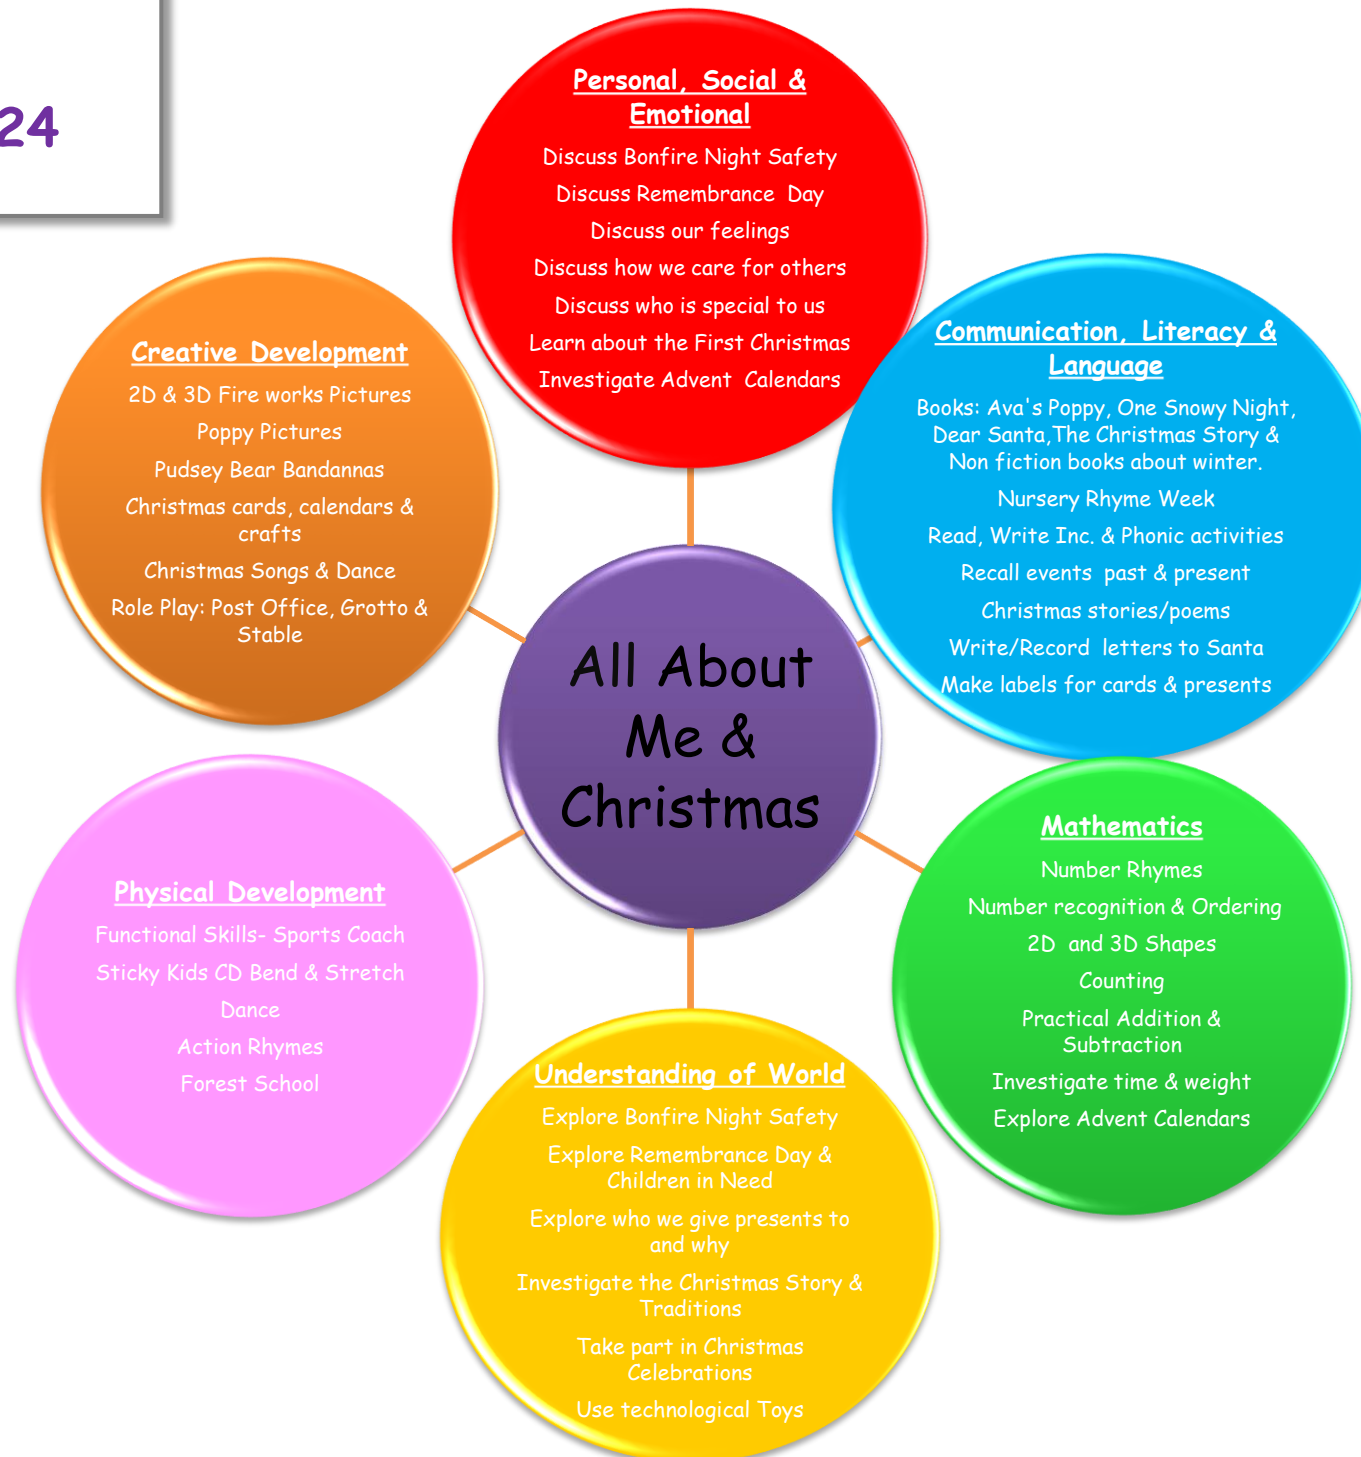 24
Personal, Social &
Emotional
Discuss Bonfire Night Safety
Discuss Remembrance Day
Discuss our feelings
Discuss how we care for others
Discuss who is special to us
Learn about the First Christmas
Investigate Advent Calendars
Communication, Literacy &
Language
Books: Ava's Poppy, One Snowy Night,
Dear Santa,The Christmas Story &
Non fiction books about winter.
Nursery Rhyme Week
Read, Write Inc. & Phonic activities
Recall events past & present
Christmas stories/poems
Write/Record letters to Santa
Make labels for cards & presents
Mathematics
Number Rhymes
Number recognition & Ordering
2D and 3D Shapes
Counting
Practical Addition &
Subtraction
Investigate time & weight
Explore Advent Calendars
Understanding of World
Explore Bonfire Night Safety
Explore Remembrance Day &
Children in Need
Explore who we give presents to
and why
Investigate the Christmas Story &
Traditions
Take part in Christmas
Celebrations
Use technological Toys
Physical Development
Functional Skills- Sports Coach
Sticky Kids CD Bend & Stretch
Dance
Action Rhymes
Forest School
Creative Development
2D & 3D Fire works Pictures
Poppy Pictures
Pudsey Bear Bandannas
Christmas cards, calendars &
crafts
Christmas Songs & Dance
Role Play: Post Office, Grotto &
Stable
All About
Me &
Christmas